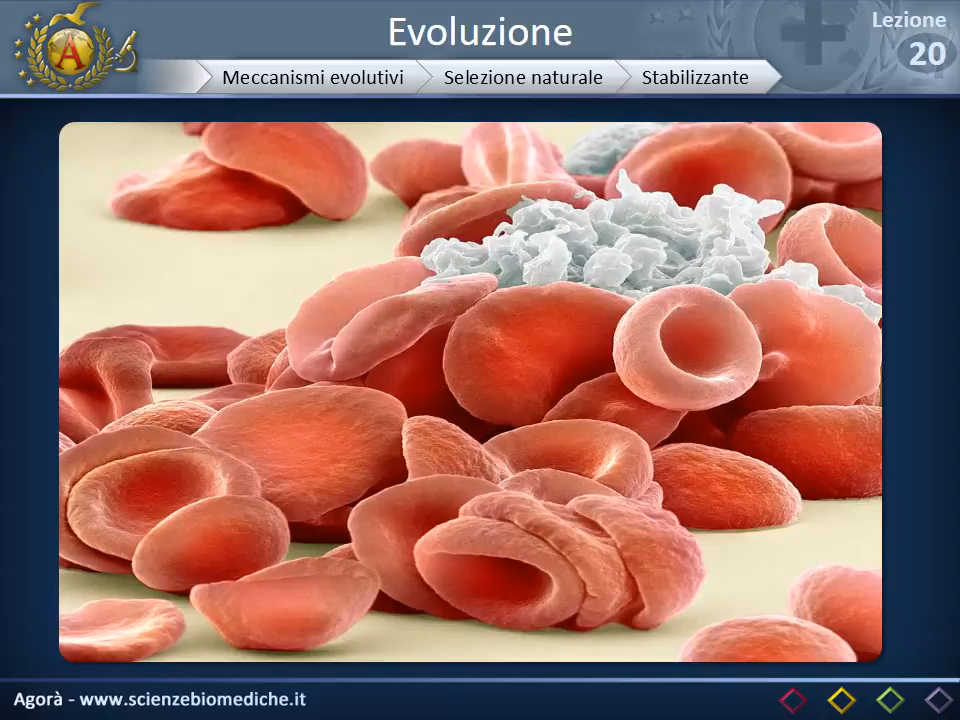 A
Evoluzione
Lezione
20
Meccanismi evolutivi
Selezione naturale
Stabilizzante
Agorà - www.scienzebiomediche.it